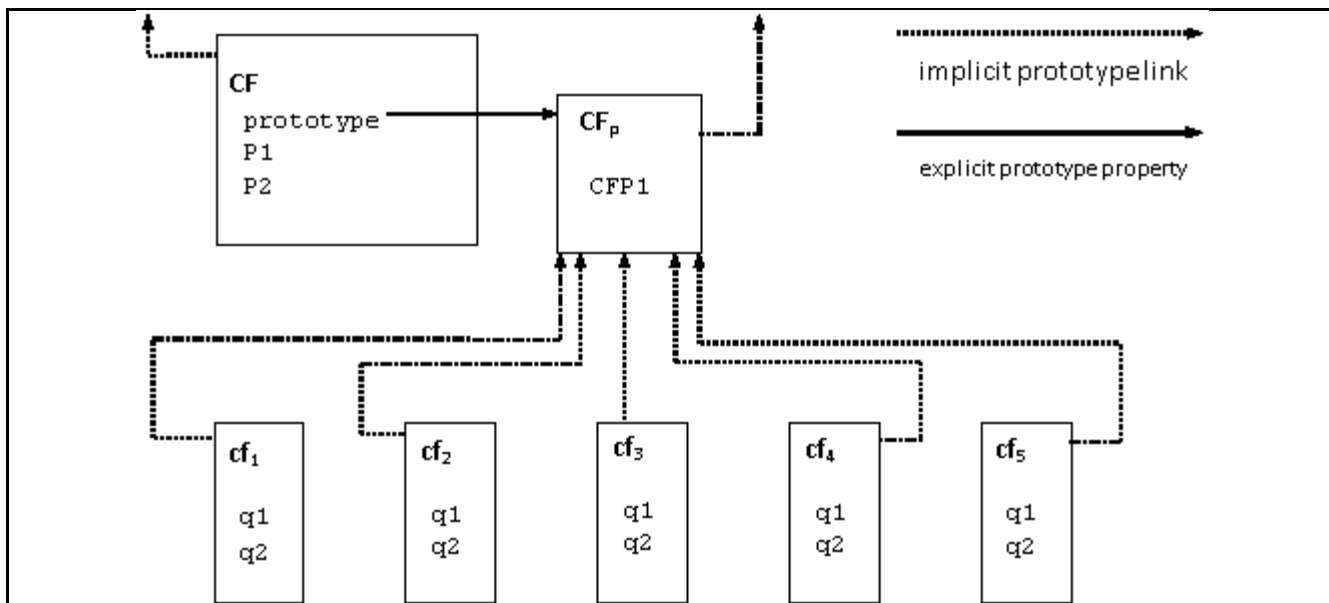 CF
prototype
P1
P2
CFp
CFP1
implicit prototype link
explicit prototype property
cf1
q1
q2
cf2
q1
q2
cf3
q1
q2
cf4
q1
q2
cf5
q1
q2